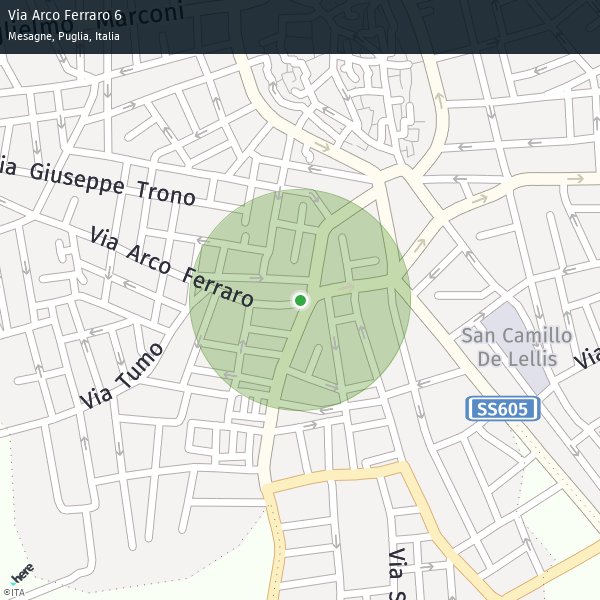 Via Arco Ferraro 6
Mesagne, Puglia, Italia
Marconi
ia Giuseppe Trono
Via Arco Ferraro
Via Tumo
San Camillo
De Lellis
Via
SS605
Via S
here
©ITA